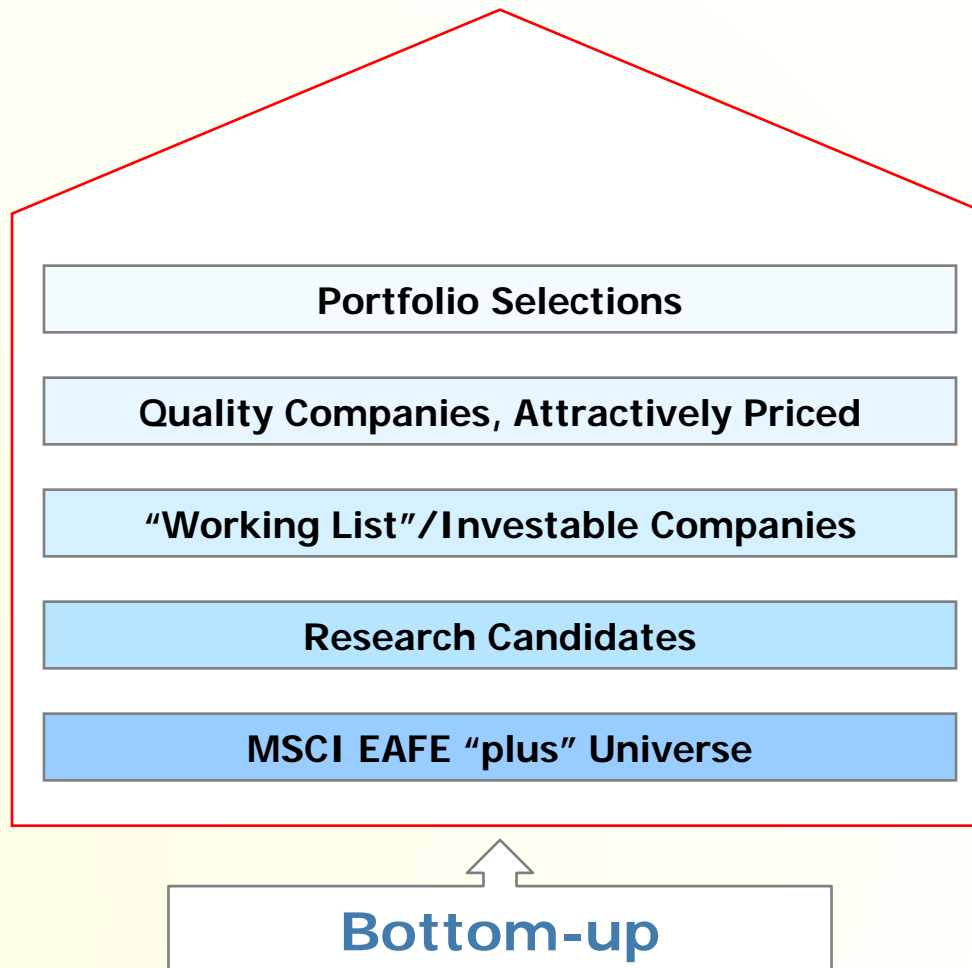 Portfolio Selections
Quality Companies, Attractively Priced
“Working List”/Investable Companies
Research Candidates
MSCI EAFE “plus” Universe
Bottom-up